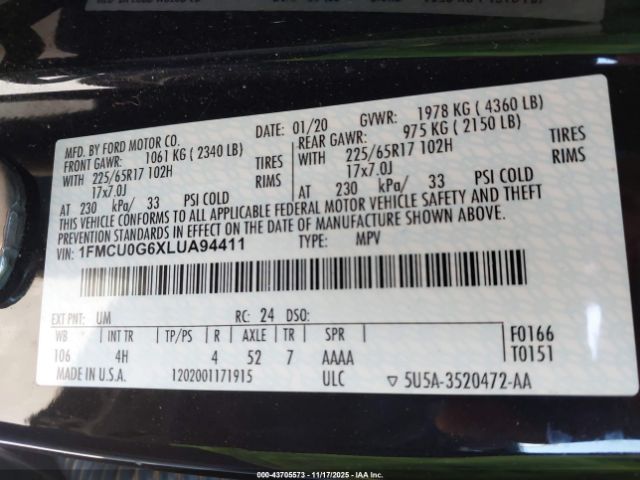 MFD. BY FORD MOTOR CO. DATE: 01/20 GVWR: 1978 KG ( 4360 LB)
FRONT GAWR: 1061 KG ( 2340 LB) REAR GAWR: 975 KG ( 2150 LB)
WITH 225/65R17 102H TIRES WITH 225/65R17 102H TIRES
17x7.0J RIMS 17x7.0J RIMS
AT 230 kPa/ 33 PSI COLD AT 230 kPa/ 33 PSI COLD
THIS VEHICLE CONFORMS TO ALL APPLICABLE FEDERAL MOTOR VEHICLE SAFETY AND THEFT
PREVENTION STANDARDS IN EFFECT ON THE DATE OF MANUFACTURE SHOWN ABOVE.
VIN: 1FMCU0G6XLUA94411 TYPE: MPV
EXT PNT: UM RC: 24 DSO:
WB INT TR TP/PS R AXLE TR SPR F0166
106 4H 4 52 7 AAAA T0151
MADE IN U.S.A. 1202001171915 ULC ▽ 5U5A-3520472-AA
000-43705573 | 11/17/2025 - IAAI.COM